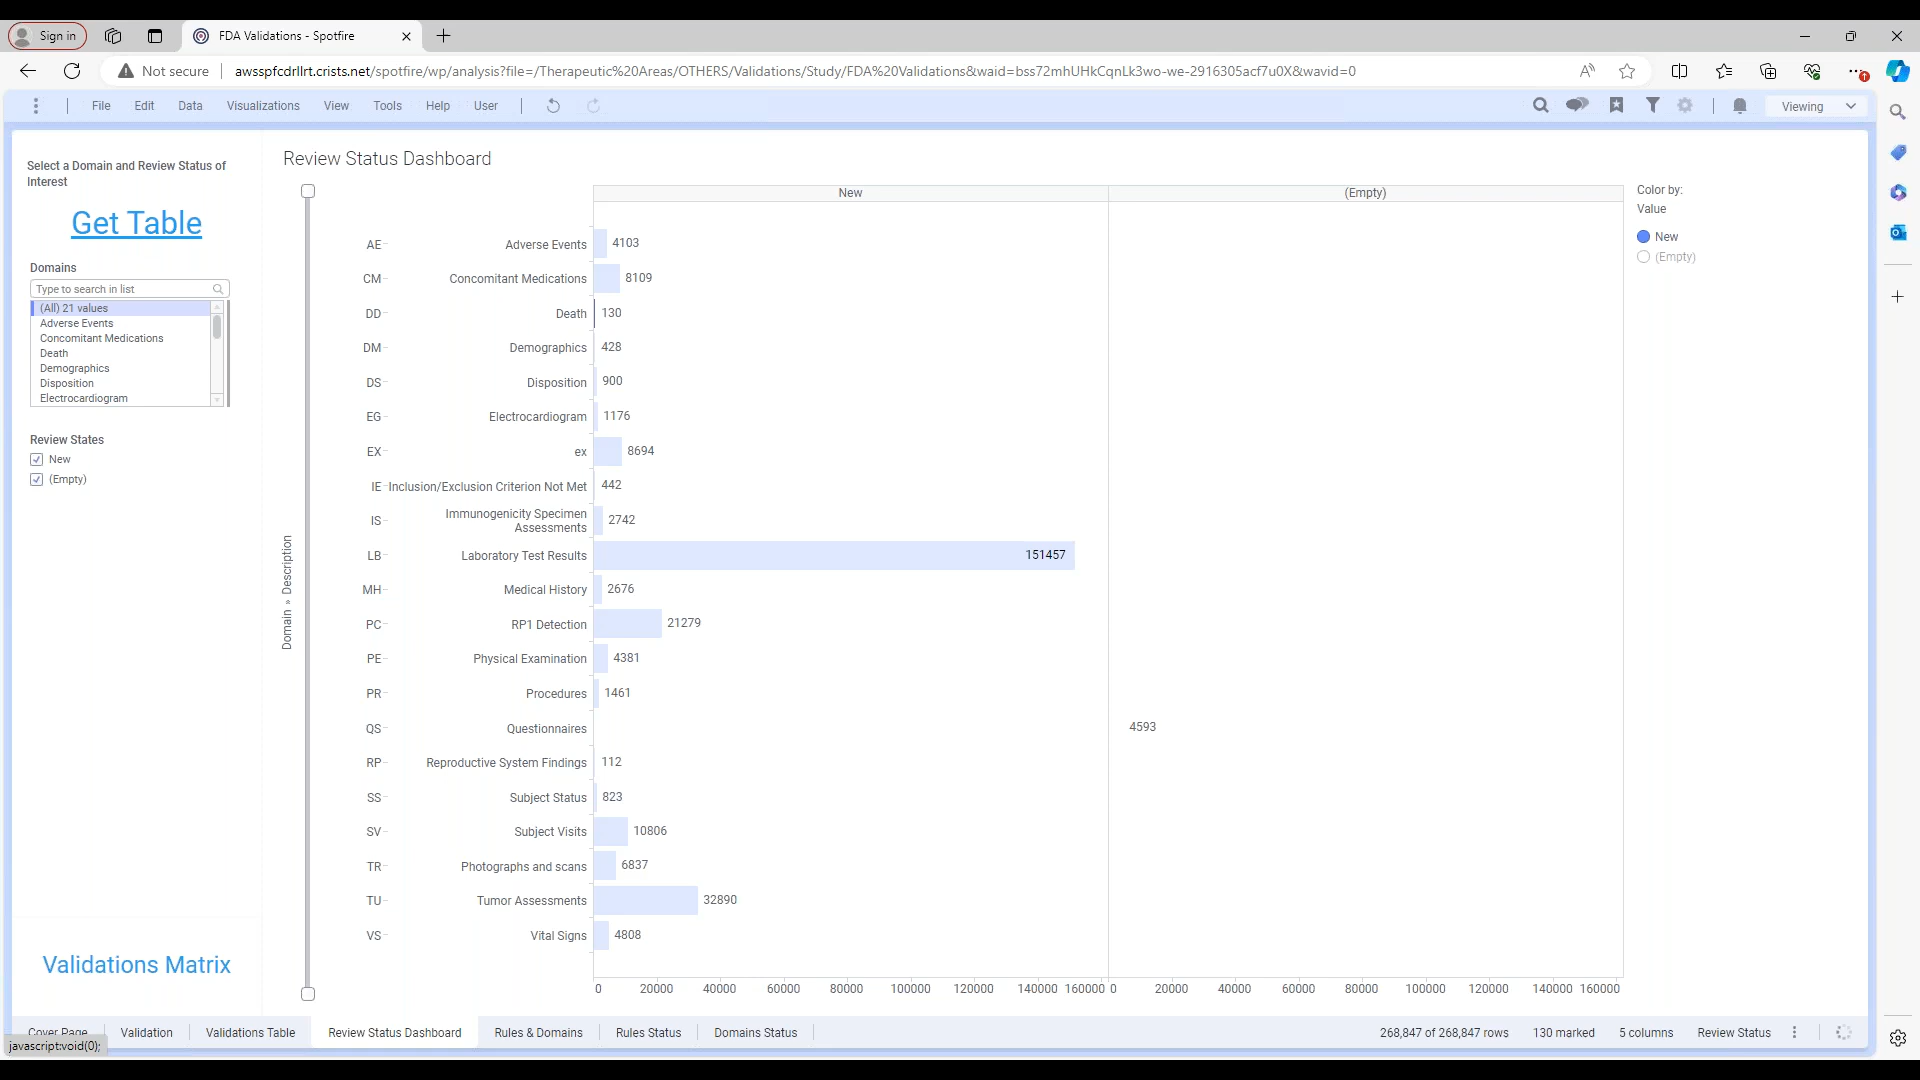 Sign in
FDA Validations - Spotfire
Not secure
awsspfcdrllrt.crists.net/spotfire/wp/analysis?file=/Therapeutic%20Areas/OTHERS/Validations/Study/FDA%20Validations&waid=bss72mhUHkCqnLk3wo-we-2916305acf7u0X&wavid=0
File Edit Data Visualizations View Tools Help User
Viewing
Select a Domain and Review Status of
Interest
Get Table
Domains
Type to search in list
(All) 21 values
Adverse Events
Concomitant Medications
Death
Demographics
Disposition
Electrocardiogram
Review States
New
(Empty)
Validations Matrix
Review Status Dashboard
New (Empty)
Domain » Description
AE Adverse Events 4103
CM Concomitant Medications 8109
DD Death 130
DM Demographics 428
DS Disposition 900
EG Electrocardiogram 1176
EX ex 8694
IE Inclusion/Exclusion Criterion Not Met 442
IS Immunogenicity Specimen
Assessments 2742
LB Laboratory Test Results 151457
MH Medical History 2676
PC RP1 Detection 21279
PE Physical Examination 4381
PR Procedures 1461
QS Questionnaires 4593
RP Reproductive System Findings 112
SS Subject Status 823
SV Subject Visits 10806
TR Photographs and scans 6837
TU Tumor Assessments 32890
VS Vital Signs 4808
0 20000 40000 60000 80000 100000 120000 140000 160000 0 20000 40000 60000 80000 100000 120000 140000 160000
Color by:
Value
New
(Empty)
Cover Page Validation Validations Table Review Status Dashboard Rules & Domains Rules Status Domains Status 268,847 of 268,847 rows 130 marked 5 columns Review Status
javascript:void(0);